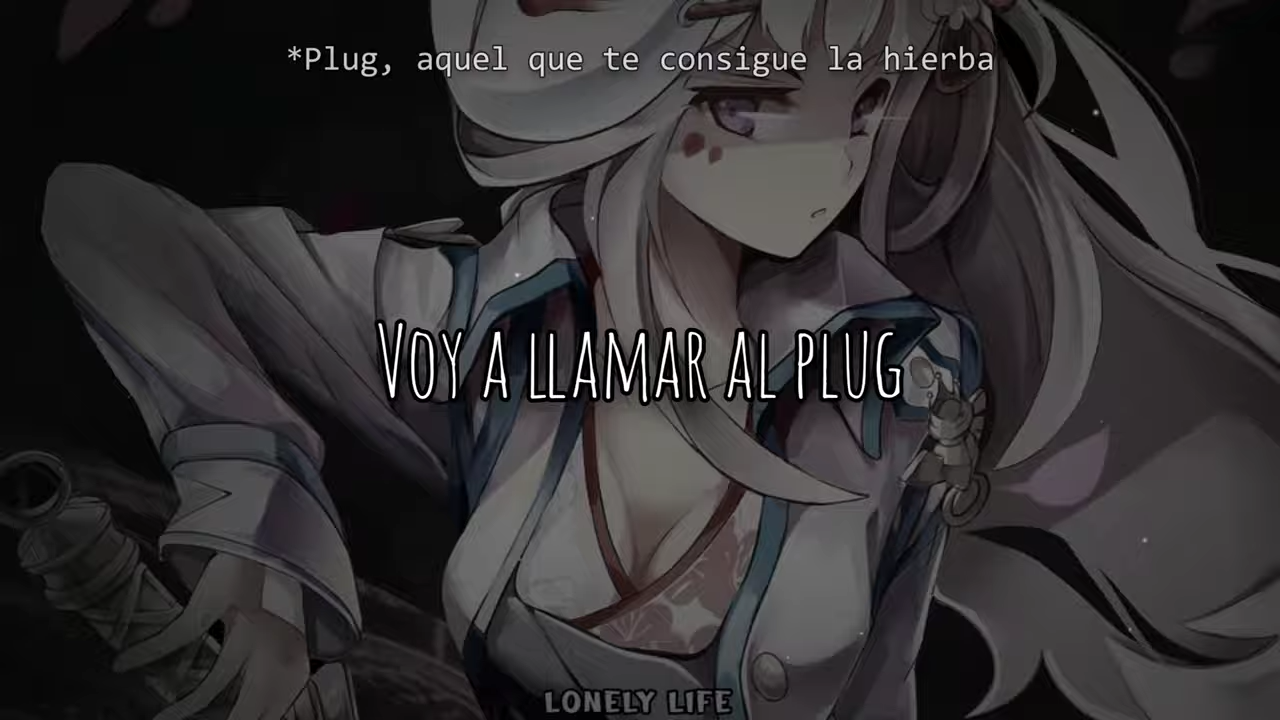 *Plug, aquel que te consigue la hierba
VOY A LLAMAR AL PLUG
LONELY LIFE